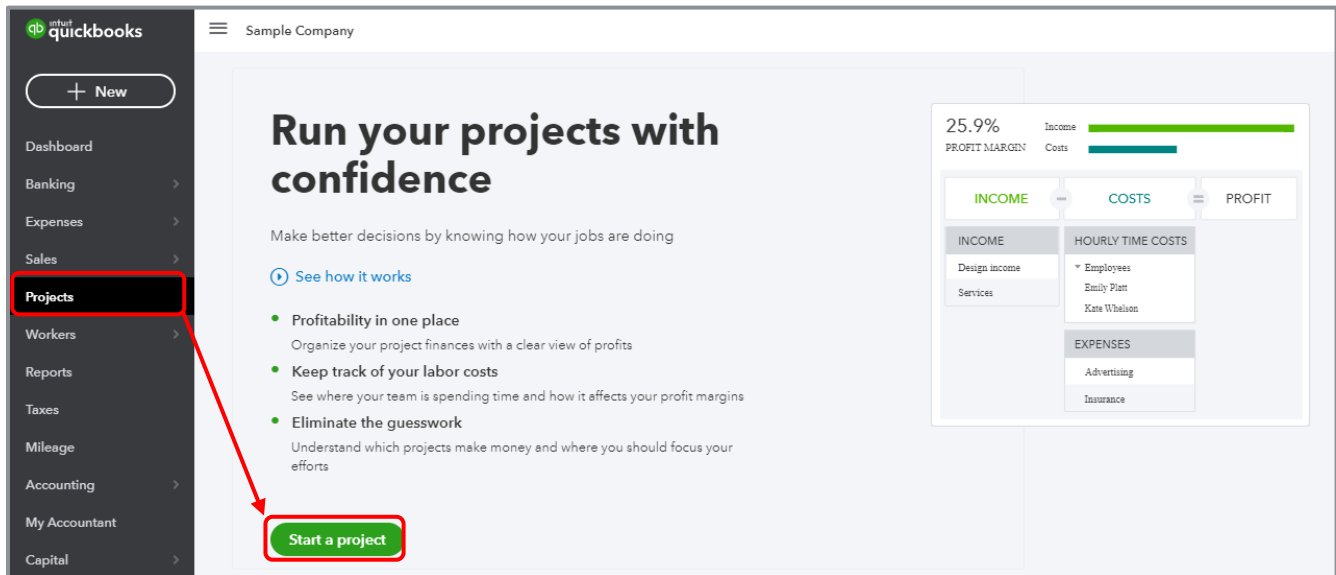 intuit
quickbooks
New
Dashboard
Banking
Expenses
Sales
Projects
Workers
Reports
Taxes
Mileage
Accounting
My Accountant
Capital
Sample Company
Run your projects with
confidence
Make better decisions by knowing how your jobs are doing
See how it works
Profitability in one place
Organize your project finances with a clear view of profits
Keep track of your labor costs
See where your team is spending time and how it affects your profit margins
Eliminate the guesswork
Understand which projects make money and where you should focus your
efforts
Start a project
25.9%
PROFIT MARGIN
Income
Costs
INCOME – COSTS = PROFIT
INCOME
Design income
Services
HOURLY TIME COSTS
Employees
Emily Platt
Kate Whelson
EXPENSES
Advertising
Insurance